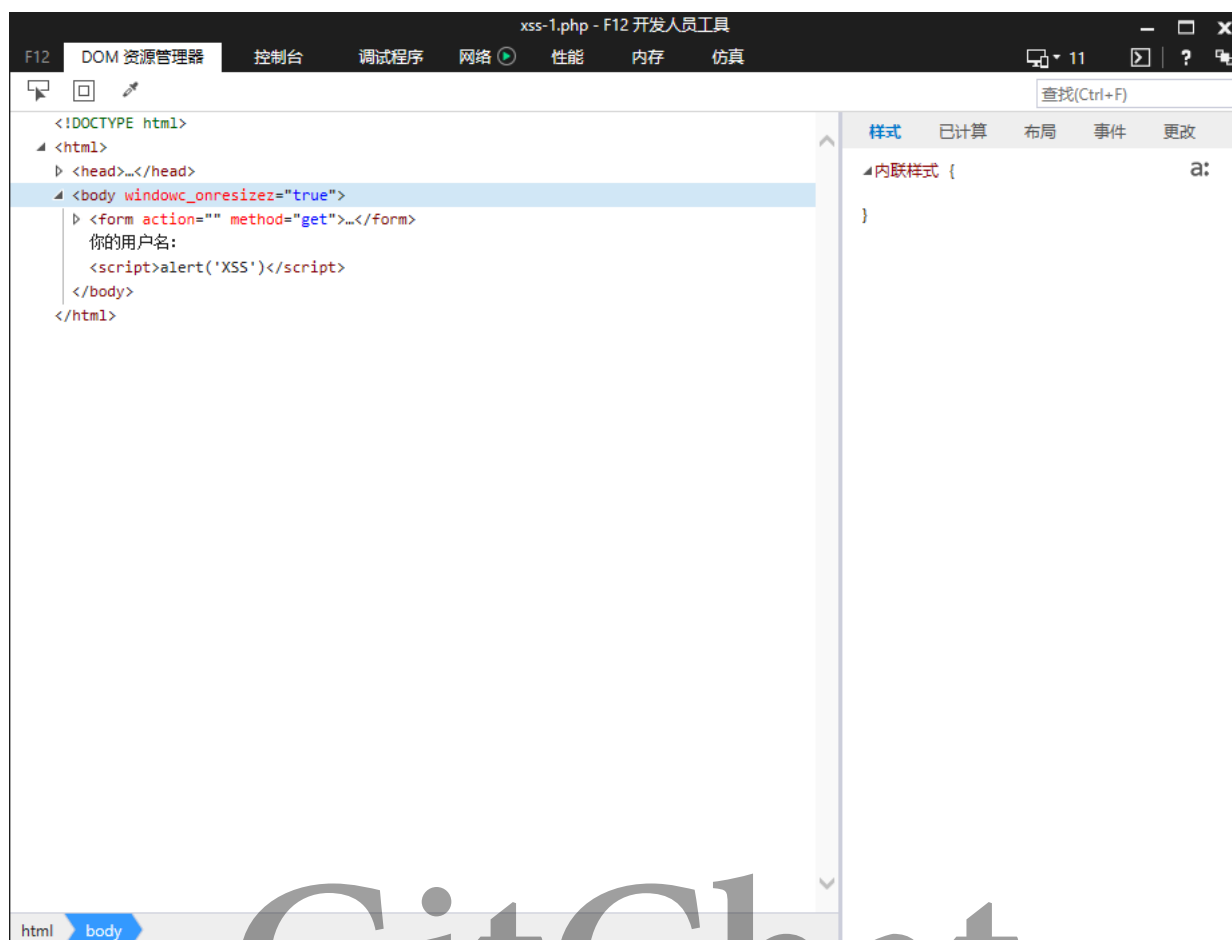 xss-1.php - F12 开发人员工具
F12 DOM 资源管理器 控制台 调试程序 网络 性能 内存 仿真 11 ?
查找(Ctrl+F)
<!DOCTYPE html>
<html>
<head>…</head>
<body windowc_onresizez="true">
<form action="" method="get">…</form>
你的用户名:
<script>alert('XSS')</script>
</body>
</html>
样式 已计算 布局 事件 更改
内联样式 {
a:
}
html body
GitChat